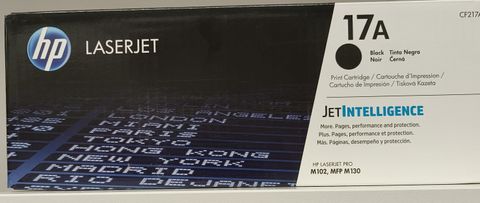 hp
LASERJET
17A
CF217A
Black Tinta Negra
Noir Černá
Print Cartridge / Cartouche d'Impression /
Cartucho de Impresión / Tisková Kazeta
JETINTELLIGENCE
More. Pages, performance and protection.
Plus. Pages, performance et protection.
Más. Páginas, desempeño y protección.
HP LASERJET PRO
M102, MFP M130
PARIS
TOKYO
HONG KONG
NEW YORK
MADRID
RIO DE JANEIRO